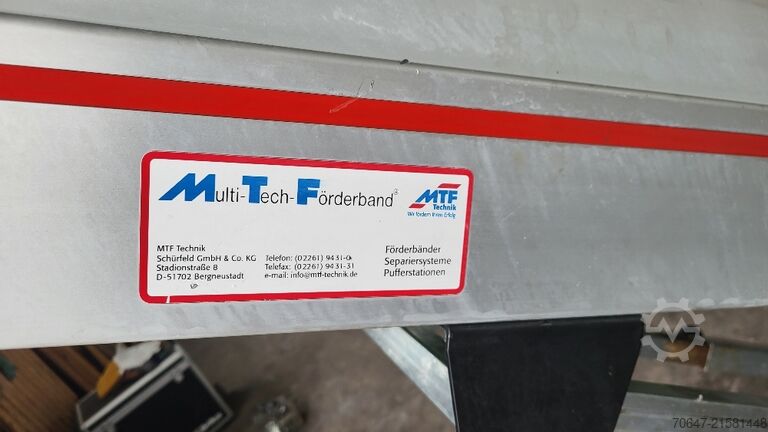 Multi-Tech-Förderband®
MTF
Technik
Wir fördern Ihren Erfolg
MTF Technik
Schürfeld GmbH & Co. KG
Stadionstraße 8
D-51702 Bergneustadt
Telefon: (02261) 9431-0
Telefax: (02261) 9431-31
e-mail: info@mtf-technik.de
Förderbänder
Separiersysteme
Pufferstationen
70647-21581448